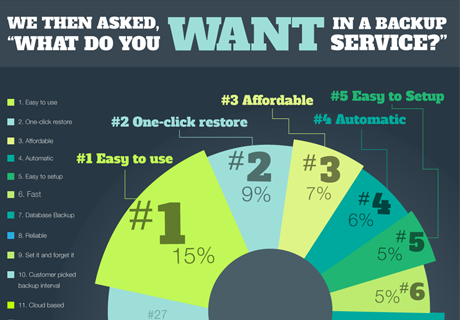 WE THEN ASKED,
"WHAT DO YOU
WANT
IN A BACKUP
SERVICE?"
#5 Easy to Setup
#3 Affordable
#4 Automatic
#2 One-click restore
#1 Easy to use
1. Easy to use
2. One-click restore
3. Affordable
4. Automatic
5. Easy to setup
6. Fast
7. Database Backup
8. Reliable
9. Set it and forget it
10. Customer picked
backup interval
11. Cloud based
#1
15%
#2
9%
#3
7%
#4
6%
#5
5%
#6
5%
#27